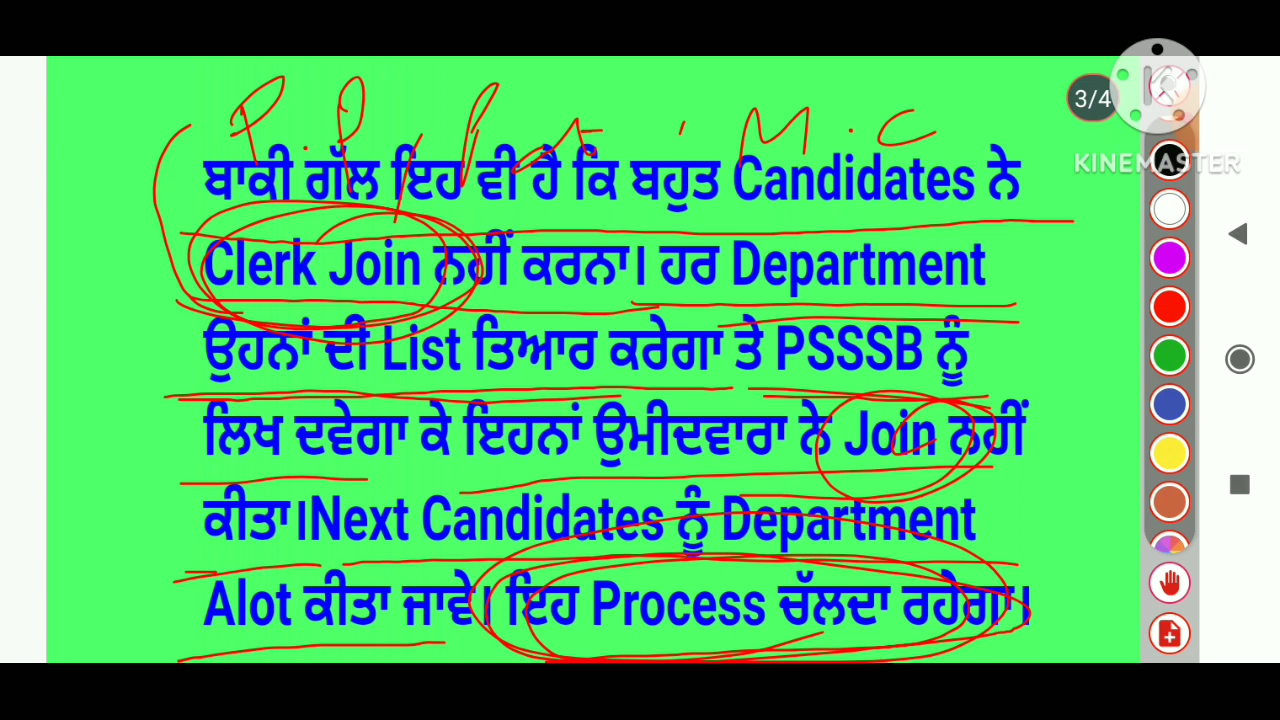 3/4
KINEMASTER
ਬਾਕੀ ਗੱਲ ਇਹ ਵੀ ਹੈ ਕਿ ਬਹੁਤ Candidates ਨੇ
Clerk Join ਨਹੀਂ ਕਰਨਾ। ਹਰ Department
ਉਹਨਾਂ ਦੀ List ਤਿਆਰ ਕਰੇਗਾ ਤੇ PSSSB ਨੂੰ
ਲਿਖ ਦਵੇਗਾ ਕੇ ਇਹਨਾਂ ਉਮੀਦਵਾਰਾ ਨੇ Join ਨਹੀਂ
ਕੀਤਾ।Next Candidates ਨੂੰ Department
Alot ਕੀਤਾ ਜਾਵੇ। ਇਹ Process ਚੱਲਦਾ ਰਹੇਗਾ।